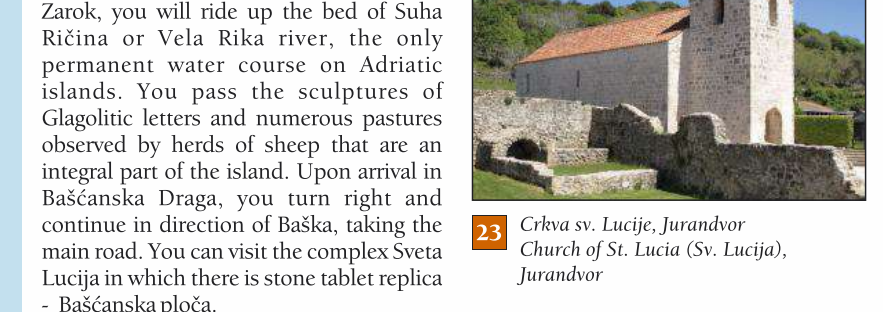 Zarok, you will ride up the bed of Suha
Ričina or Vela Rika river, the only
permanent water course on Adriatic
islands. You pass the sculptures of
Glagolitic letters and numerous pastures
observed by herds of sheep that are an
integral part of the island. Upon arrival in
Bašćanska Draga, you turn right and
continue in direction of Baška, taking the
main road. You can visit the complex Sveta
Lucija in which there is stone tablet replica
- Bašćanska ploča.
23
Crkva sv. Lucije, Jurandvor
Church of St. Lucia (Sv. Lucija),
Jurandvor